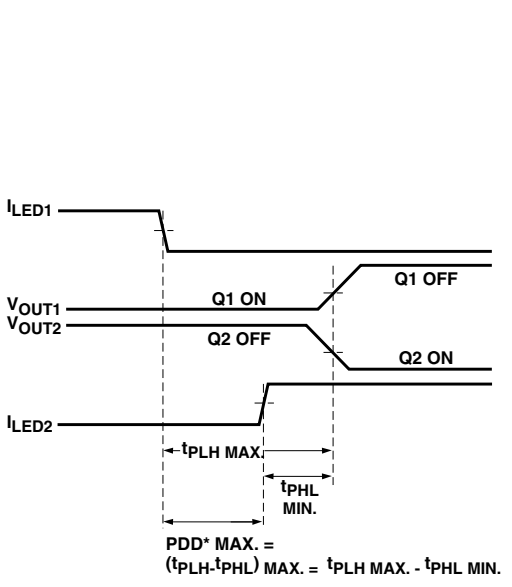 ILED1
Q1 OFF
VOUT1
Q1 ON
VOUT2
Q2 OFF
Q2 ON
ILED2
tPLH MAX.
tPHL
MIN.
PDD* MAX. =
(tPLH-tPHL) MAX. = tPLH MAX. - tPHL MIN.